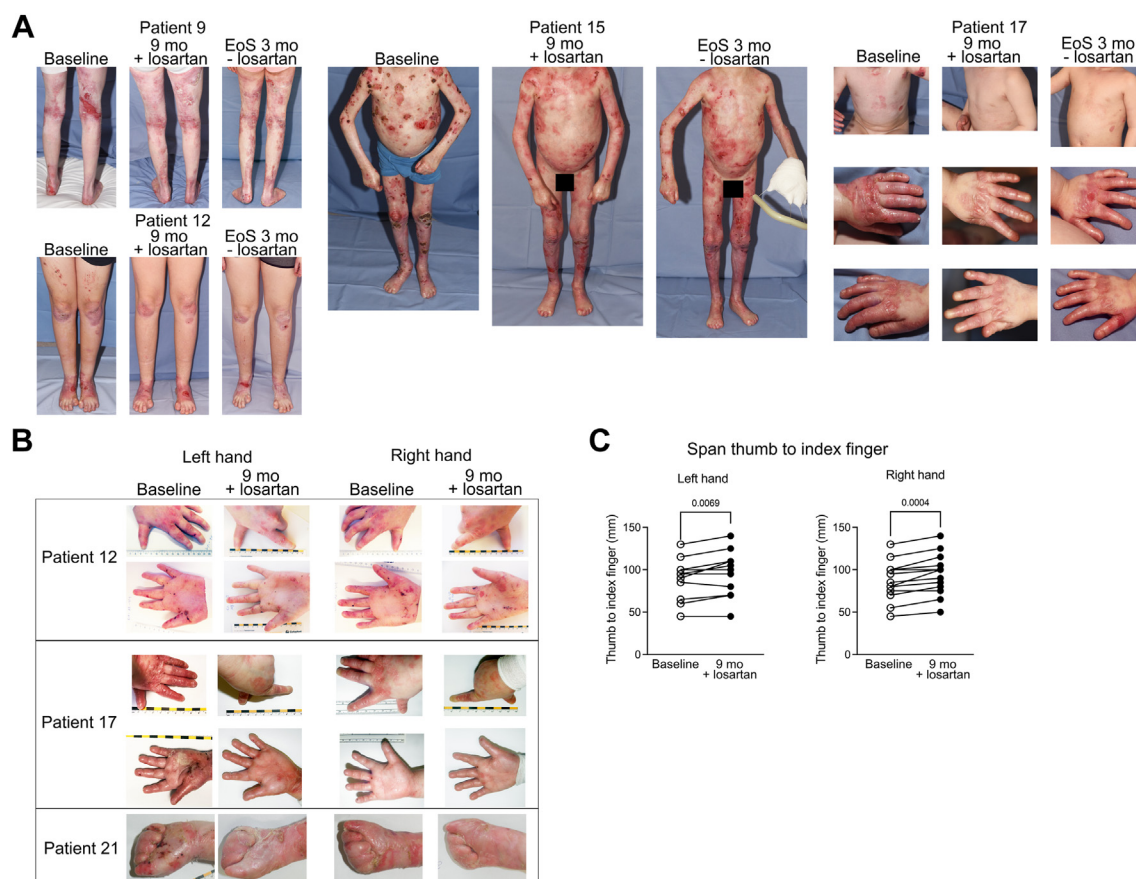 A
Patient 9
Baseline
9 mo
+ losartan
EoS 3 mo
- losartan
Patient 12
Baseline
9 mo
+ losartan
EoS 3 mo
- losartan
Patient 15
Baseline
9 mo
+ losartan
EoS 3 mo
- losartan
Patient 17
Baseline
9 mo
+ losartan
EoS 3 mo
- losartan
B
Left hand
Right hand
Baseline
9 mo
+ losartan
Baseline
9 mo
+ losartan
Patient 12
Patient 17
Patient 21
C
Span thumb to index finger
Left hand
0.0069
Thumb to index finger (mm)
150
100
50
0
Baseline
9 mo
+ losartan
Right hand
0.0004
Thumb to index finger (mm)
150
100
50
0
Baseline
9 mo
+ losartan